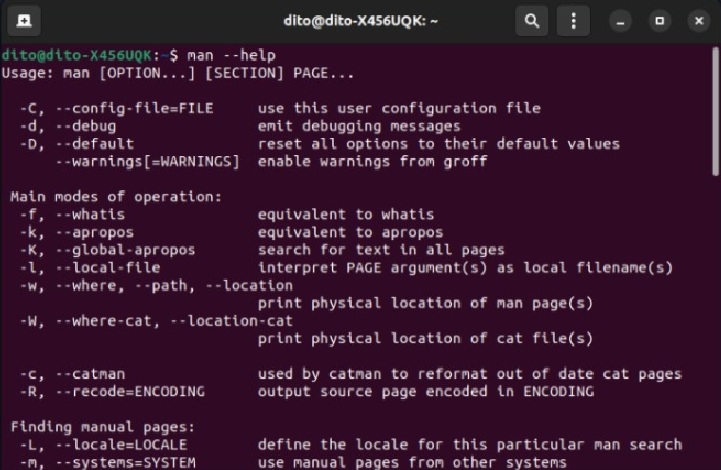 dito@dito-X456UQK: ~
dito@dito-X456UQK:~$ man --help
Usage: man [OPTION...] [SECTION] PAGE...
-C, --config-file=FILE     use this user configuration file
-d, --debug                emit debugging messages
-D, --default              reset all options to their default values
    --warnings[=WARNINGS]  enable warnings from groff
Main modes of operation:
-f, --whatis               equivalent to whatis
-k, --apropos              equivalent to apropos
-K, --global-apropos       search for text in all pages
-l, --local-file           interpret PAGE argument(s) as local filename(s)
-w, --where, --path, --location
                           print physical location of man page(s)
-W, --where-cat, --location-cat
                           print physical location of cat file(s)
-c, --catman               used by catman to reformat out of date cat pages
-R, --recode=ENCODING      output source page encoded in ENCODING
Finding manual pages:
-L, --locale=LOCALE        define the locale for this particular man search
-m, --systems=SYSTEM       use manual pages from other systems